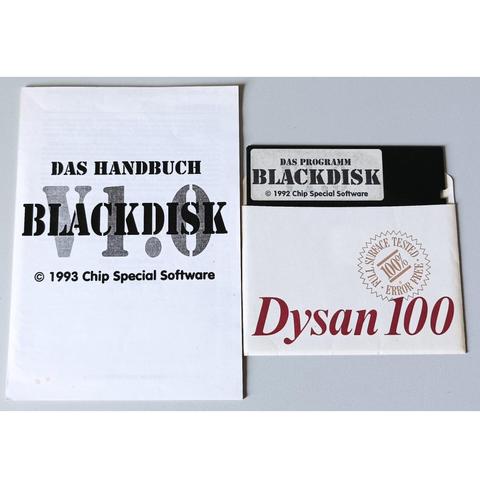 DAS HANDBUCH
V1.0
BLACKDISK
© 1993 Chip Special Software
DAS PROGRAMM
BLACKDISK
© 1992 Chip Special Software
FULL SURFACE TESTED
100%
ERROR FREE
Dysan 100